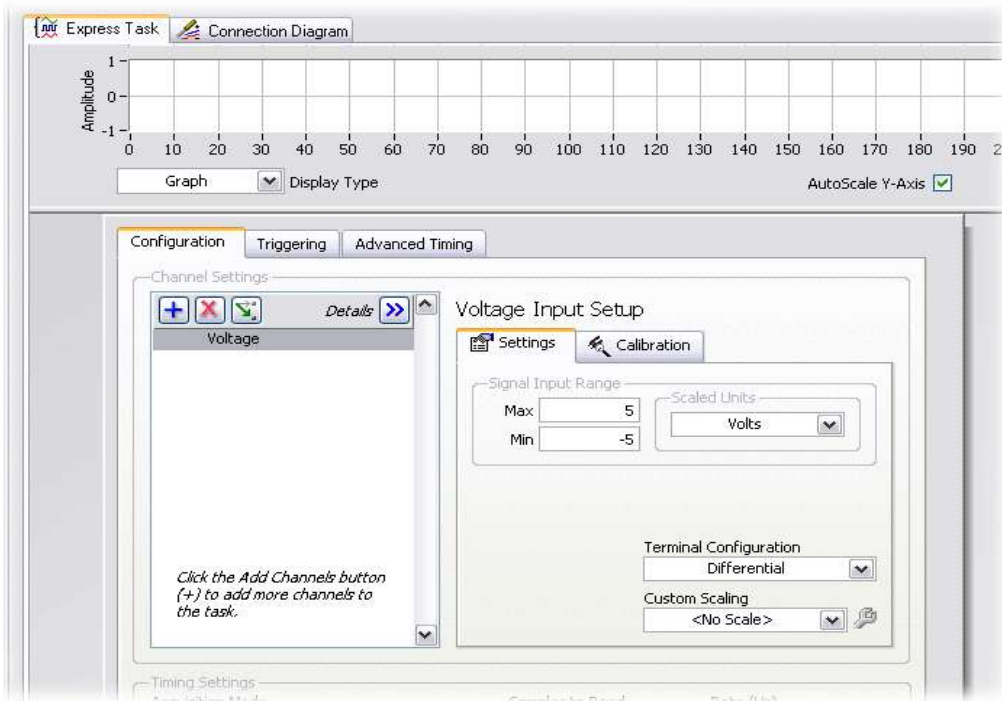 Express Task
Connection Diagram
Amplitude
1
0
-1
0 10 20 30 40 50 60 70 80 90 100 110 120 130 140 150 160 170 180 190
Graph
Display Type
AutoScale Y-Axis
Configuration
Triggering
Advanced Timing
Channel Settings
Details
Voltage
Click the Add Channels button
(+) to add more channels to
the task.
Voltage Input Setup
Settings
Calibration
Signal Input Range
Max 5
Min -5
Scaled Units
Volts
Terminal Configuration
Differential
Custom Scaling
<No Scale>
Timing Settings